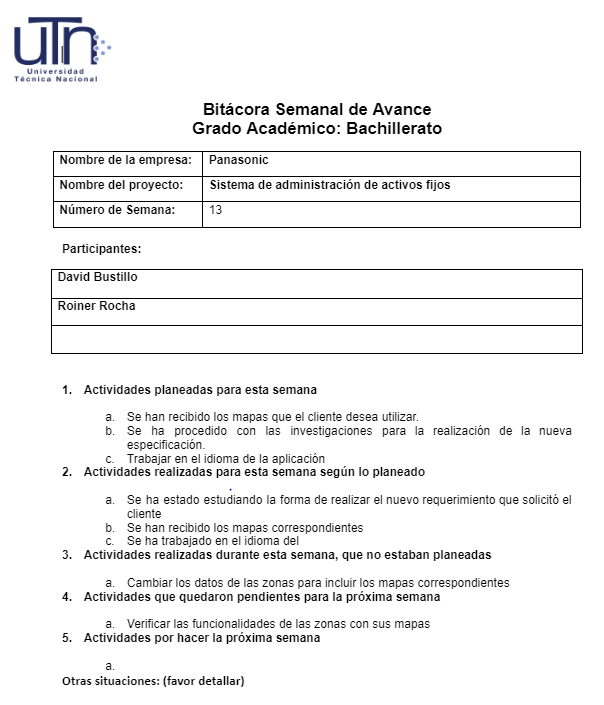 UTN
Universidad
Técnica Nacional
Bitácora Semanal de Avance
Grado Académico: Bachillerato
Nombre de la empresa: Panasonic
Nombre del proyecto: Sistema de administración de activos fijos
Número de Semana: 13
Participantes:
David Bustillo
Roiner Rocha
1. Actividades planeadas para esta semana
a. Se han recibido los mapas que el cliente desea utilizar.
b. Se ha procedido con las investigaciones para la realización de la nueva
especificación.
c. Trabajar en el idioma de la aplicación
2. Actividades realizadas para esta semana según lo planeado
a. Se ha estado estudiando la forma de realizar el nuevo requerimiento que solicitó el
cliente
b. Se han recibido los mapas correspondientes
c. Se ha trabajado en el idioma del
3. Actividades realizadas durante esta semana, que no estaban planeadas
a. Cambiar los datos de las zonas para incluir los mapas correspondientes
4. Actividades que quedaron pendientes para la próxima semana
a. Verificar las funcionalidades de las zonas con sus mapas
5. Actividades por hacer la próxima semana
a.
Otras situaciones: (favor detallar)